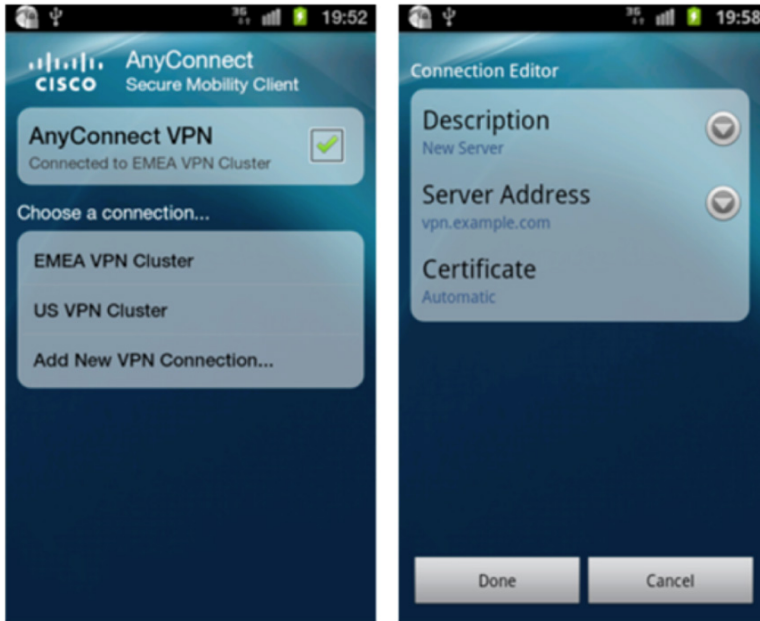 3G 19:52
CISCO
AnyConnect
Secure Mobility Client
AnyConnect VPN
Connected to EMEA VPN Cluster
Choose a connection...
EMEA VPN Cluster
US VPN Cluster
Add New VPN Connection...
3G 19:58
Connection Editor
Description
New Server
Server Address
vpn.example.com
Certificate
Automatic
Done
Cancel